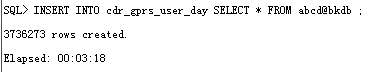 SQL> INSERT INTO cdr_gprs_user_day SELECT * FROM abcd@bkdb ;
3736273 rows created.
Elapsed: 00:03:18